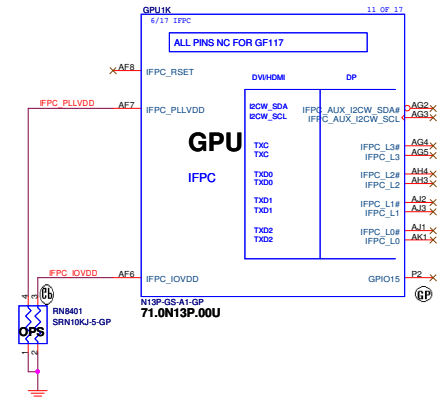 GPU1K
11 OF 17
6/17 IFPC
ALL PINS NC FOR GF117
AF8
IFPC_RSET
DVI/HDMI
DP
IFPC_PLLVDD
AF7
IFPC_PLLVDD
I2CW_SDA
I2CW_SCL
IFPC_AUX_I2CW_SDA#
IFPC_AUX_I2CW_SCL
AG2
AG3
GPU
IFPC
TXC
TXC
IFPC_L3#
IFPC_L3
AG4
AG5
TXD0
TXD0
IFPC_L2#
IFPC_L2
AH4
AH3
TXD1
TXD1
IFPC_L1#
IFPC_L1
AJ2
AJ3
TXD2
TXD2
IFPC_L0#
IFPC_L0
AJ1
AK1
IFPC_IOVDD
AF6
IFPC_IOVDD
GPIO15
P2
GP
N13P-GS-A1-GP
71.0N13P.00U
4
3
RN8401
SRN10KJ-5-GP
OPS
1
2